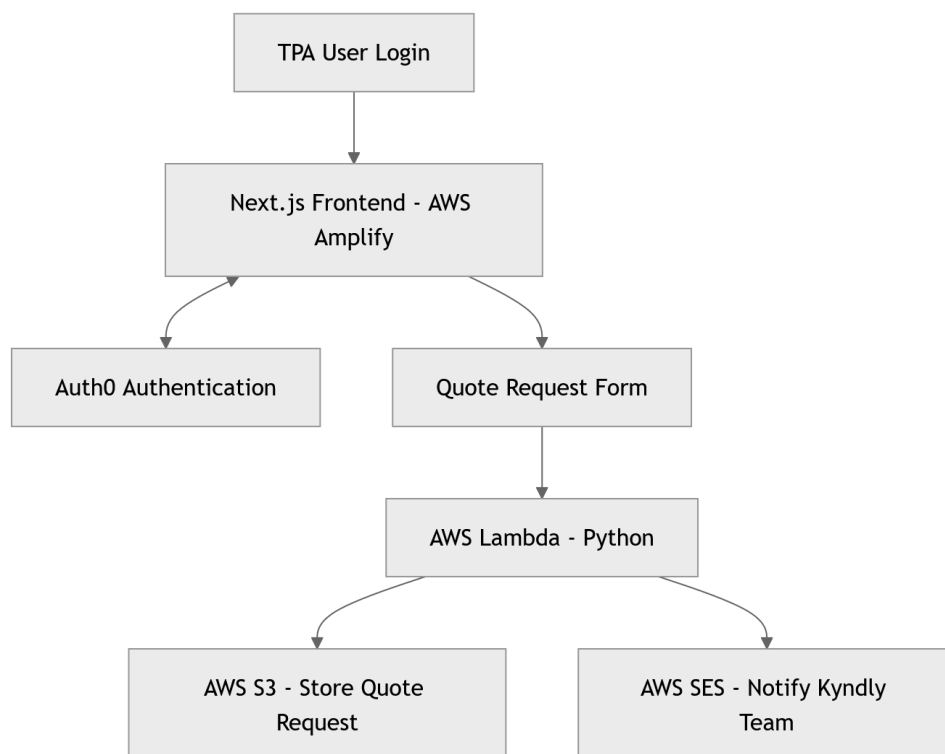 TPA User Login
Next.js Frontend - AWS
Amplify
Auth0 Authentication
Quote Request Form
AWS Lambda - Python
AWS S3 - Store Quote
Request
AWS SES - Notify Kyndly
Team